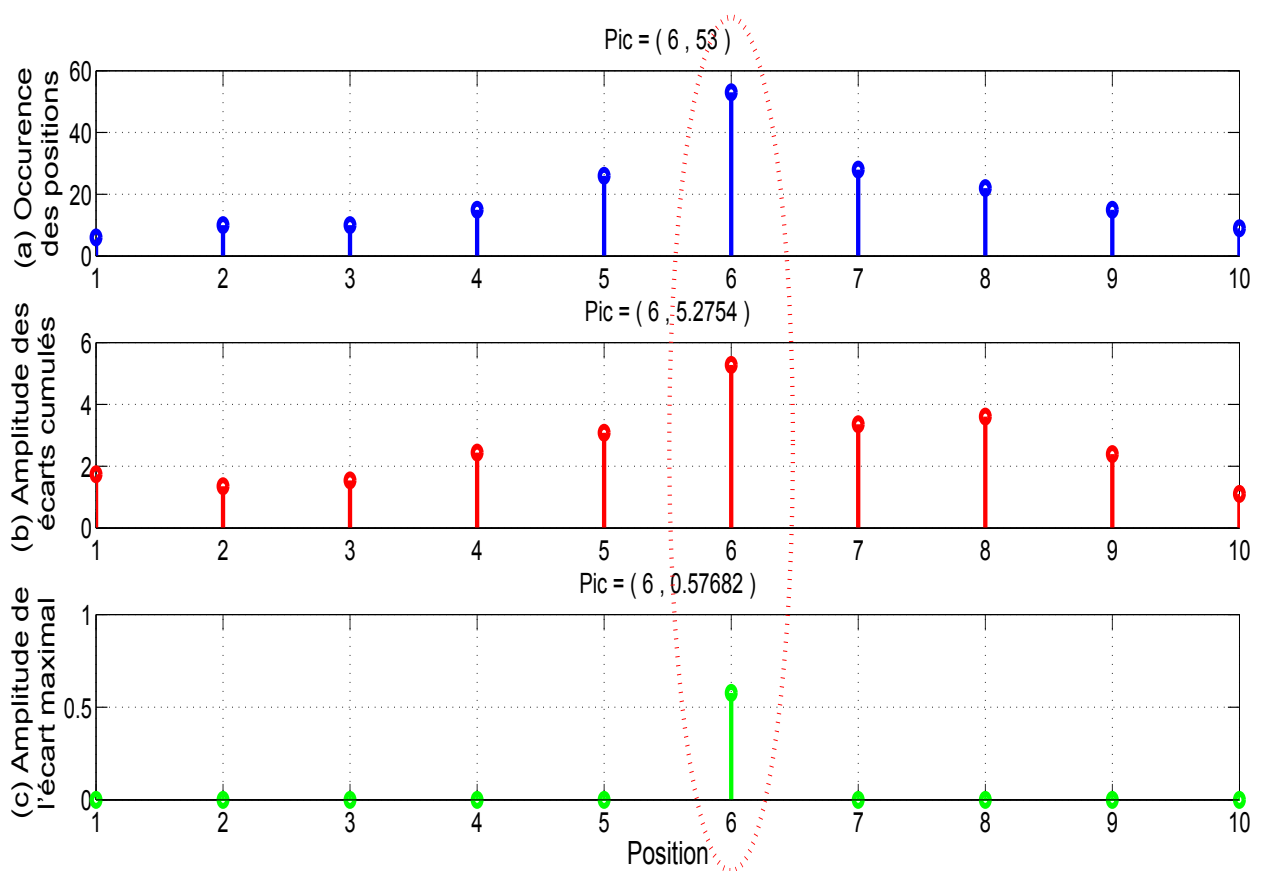 Pic = ( 6 , 53 )
(a) Occurence
des positions
60
40
20
0
1 2 3 4 5 6 7 8 9 10
Pic = ( 6 , 5.2754 )
(b) Amplitude des
écarts cumulés
6
4
2
0
1 2 3 4 5 6 7 8 9 10
Pic = ( 6 , 0.57682 )
(c) Amplitude de
l'écart maximal
1
0.5
0
1 2 3 4 5 6 7 8 9 10
Position